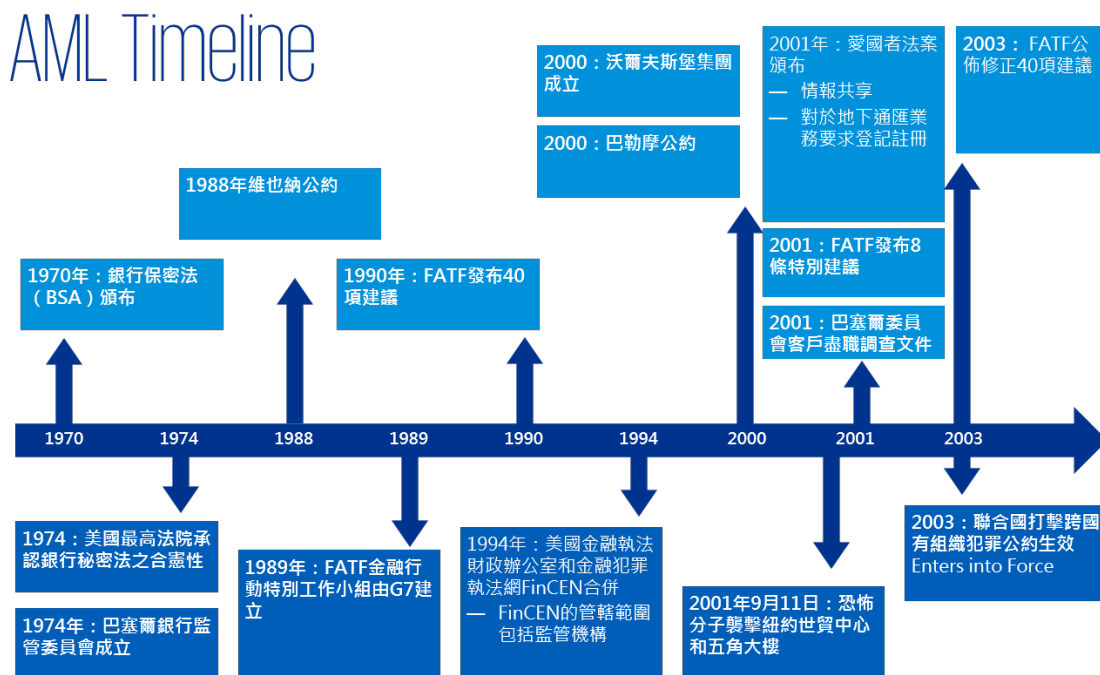 AML Timeline
2000：沃爾夫斯堡集團
成立
2000：巴勒摩公約
2001年：愛國者法案
頒布
— 情報共享
— 對於地下通匯業
務要求登記註冊
2001：FATF發布8
條特別建議
2001：巴塞爾委員
會客戶盡職調查文件
2003： FATF公
佈修正40項建議
1988年維也納公約
1970年：銀行保密法
（BSA）頒布
1990年：FATF發布40
項建議
1970 1974 1988 1989 1990 1994 2000 2001 2003
1974：美國最高法院承
認銀行秘密法之合憲性
1974年：巴塞爾銀行監
管委員會成立
1989年：FATF金融行
動特別工作小組由G7建
立
1994年：美國金融執法
財政辦公室和金融犯罪
執法網FinCEN合併
— FinCEN的管轄範圍
包括監管機構
2001年9月11日：恐怖
分子襲擊紐約世貿中心
和五角大樓
2003：聯合國打擊跨國
有組織犯罪公約生效
Enters into Force